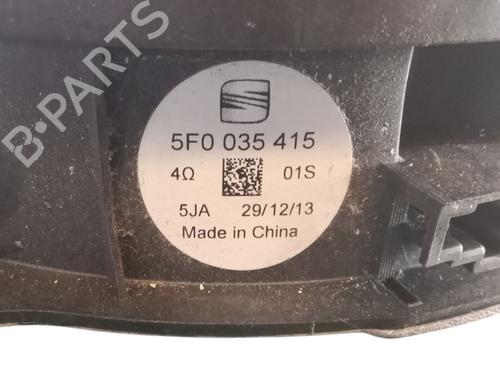 B-PARTS
5F0 035 415
4Ω 01S
5JA 29/12/13
Made in China